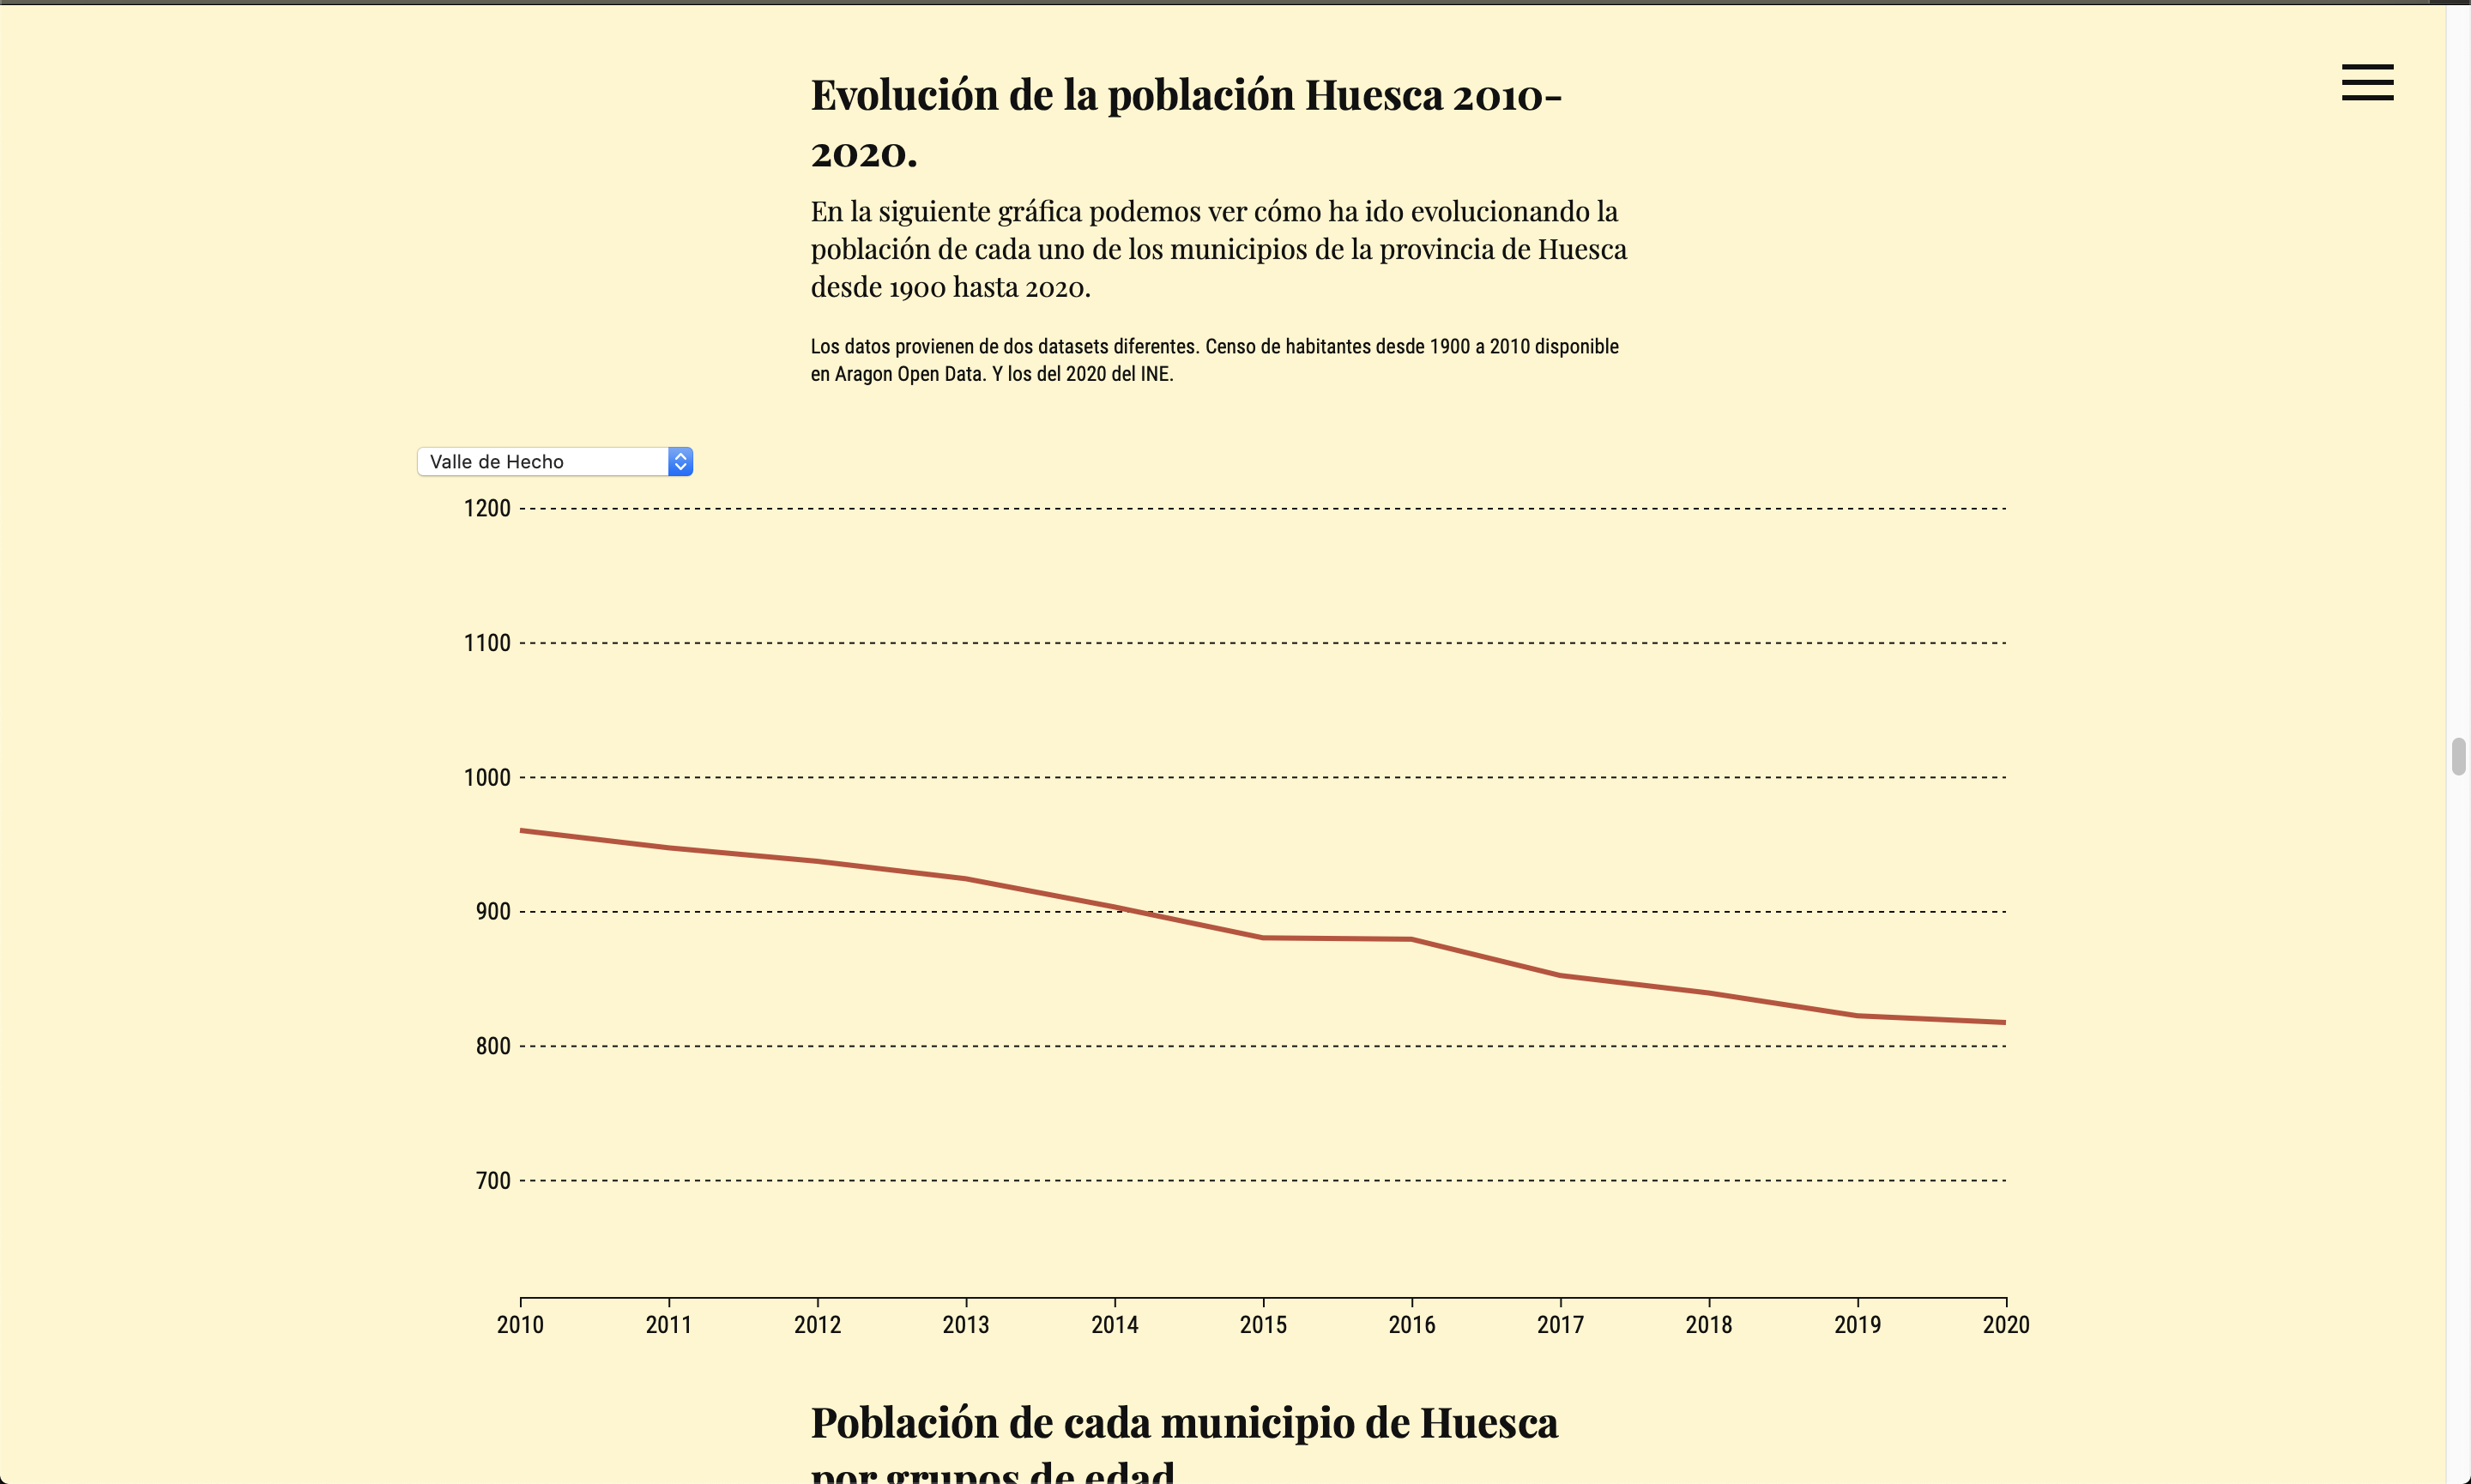 Evolución de la población Huesca 2010-
2020.
En la siguiente gráfica podemos ver cómo ha ido evolucionando la
población de cada uno de los municipios de la provincia de Huesca
desde 1900 hasta 2020.
Los datos provienen de dos datasets diferentes. Censo de habitantes desde 1900 a 2010 disponible
en Aragon Open Data. Y los del 2020 del INE.
Valle de Hecho
1200
1100
1000
900
800
700
2010 2011 2012 2013 2014 2015 2016 2017 2018 2019 2020
Población de cada municipio de Huesca
por grupos de edad